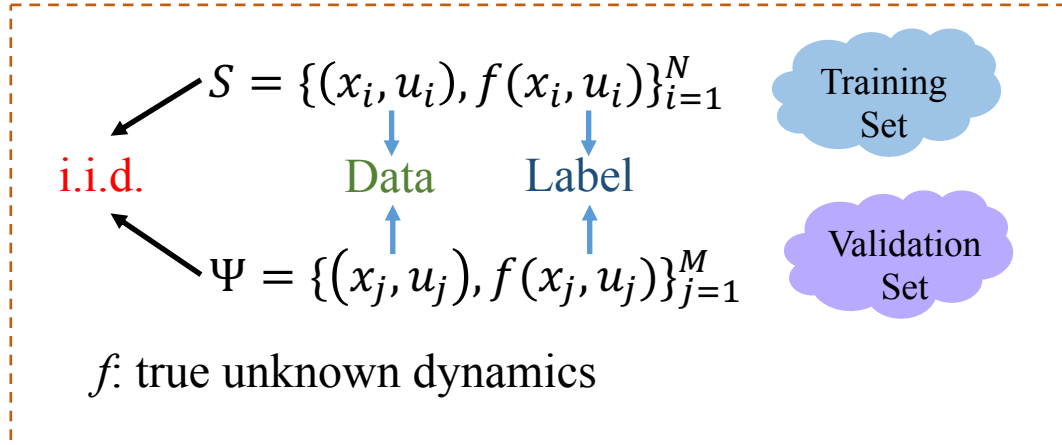 S = {(x_i, u_i), f(x_i, u_i)}_{i=1}^N
Training
Set
i.i.d.
Data
Label
Ψ = {(x_j, u_j), f(x_j, u_j)}_{j=1}^M
Validation
Set
f: true unknown dynamics